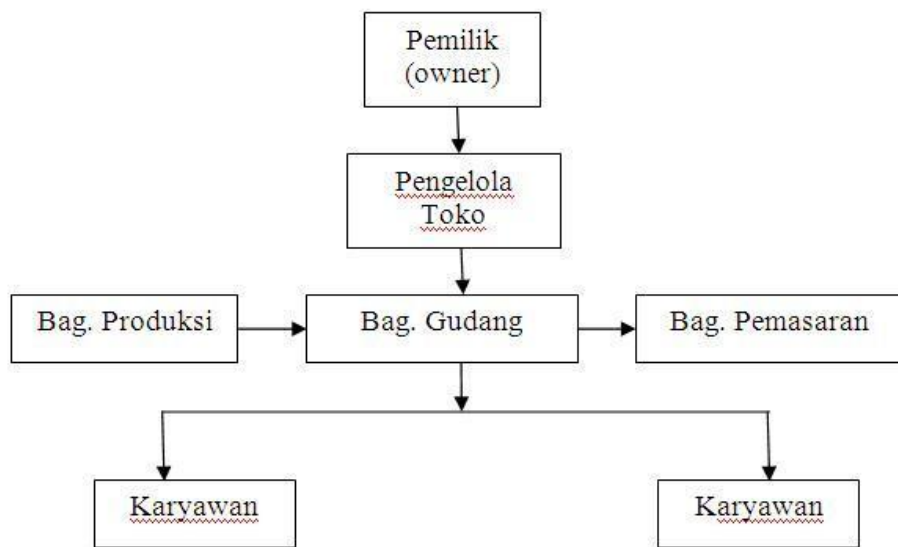 Pemilik
(owner)
Pengelola
Toko
Bag. Produksi
Bag. Gudang
Bag. Pemasaran
Karyawan
Karyawan